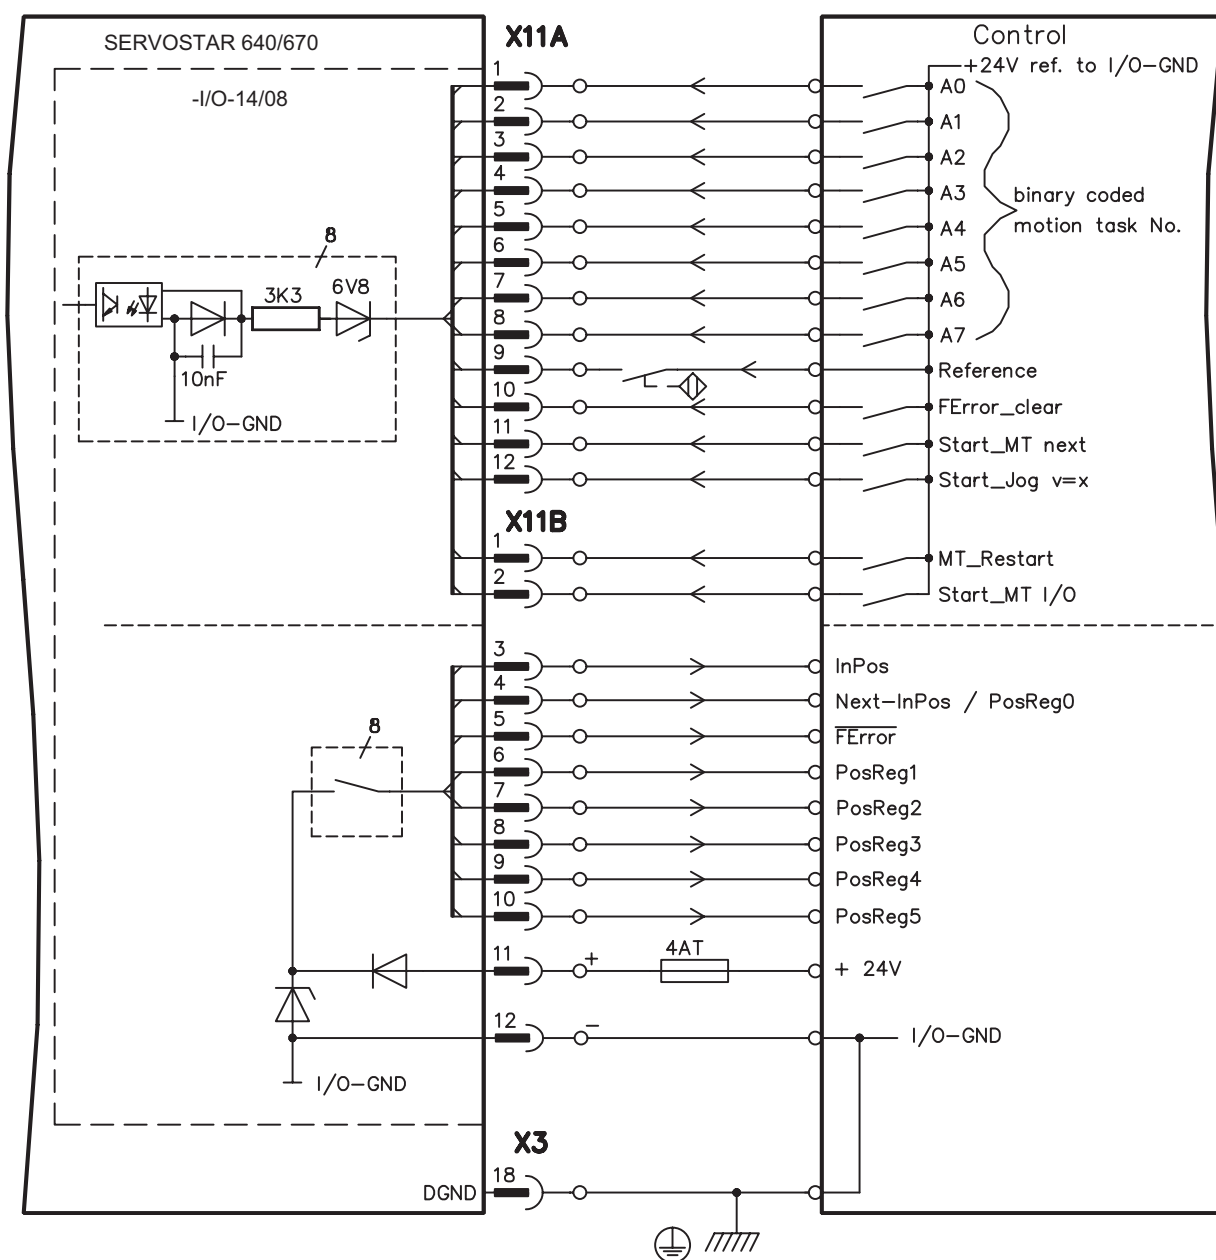 SERVOSTAR 640/670
X11A
Control
+24V ref. to I/O-GND
-I/O-14/08
1
A0
2
A1
3
A2
4
A3
binary coded
motion task No.
5
A4
6
A5
7
A6
8
A7
8
3K3
6V8
10nF
I/O-GND
9
Reference
10
FError_clear
11
Start_MT next
12
Start_Jog v=x
X11B
1
MT_Restart
2
Start_MT I/O
3
InPos
4
Next-InPos / PosReg0
5
FError
6
PosReg1
7
PosReg2
8
PosReg3
9
PosReg4
10
PosReg5
8
11
+
4AT
+ 24V
12
−
I/O-GND
I/O-GND
X3
18
DGND